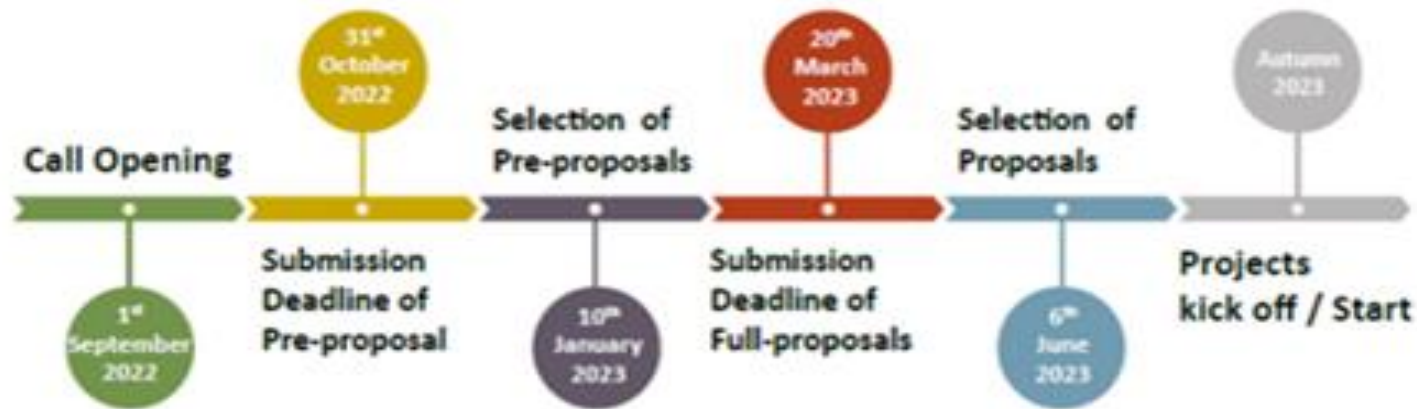 Call Opening
1st
September
2022
31st
October
2022
Submission
Deadline of
Pre-proposal
Selection of
Pre-proposals
10th
January
2023
20th
March
2023
Submission
Deadline of
Full-proposals
Selection of
Proposals
6th
June
2023
Autumn
2023
Projects
kick off / Start